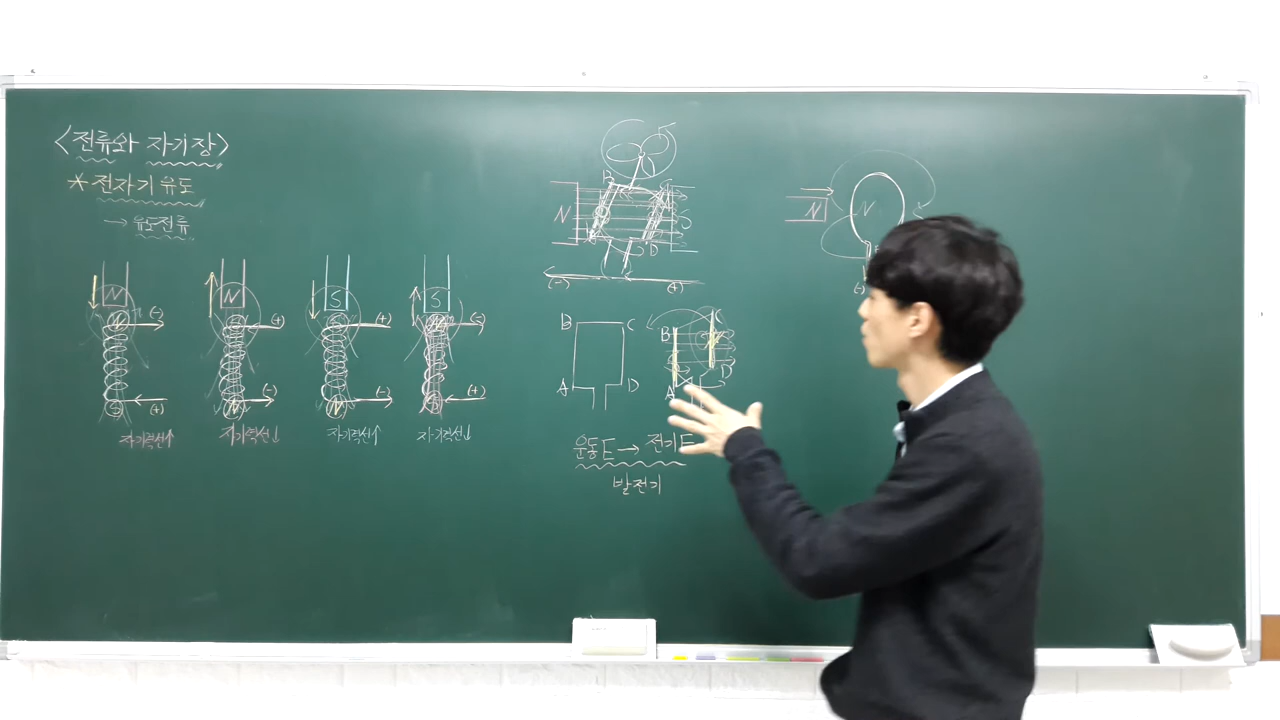 <전류와 자기장>
* 전자기 유도
→ 유도전류
N N S S
(-) (+) (+) (-)
N N S S
(+) (-) (-) (+)
S N N
자기력선↑ 자기력선↓ 자기력선↑ 자기력선↓
B C
N S
D
(-) (+)
B C
A D
B C
A D
운동E → 전기E
발전기
N N
(-)